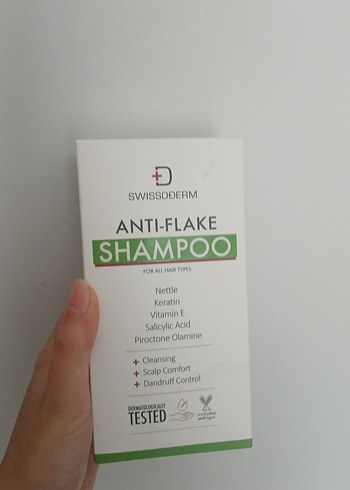 SWISSODERM
ANTI-FLAKE
SHAMPOO
FOR ALL HAIR TYPES
Nettle
Keratin
Vitamin E
Salicylic Acid
Piroctone Olamine
+ Cleansing
+ Scalp Comfort
+ Dandruff Control
DERMATOLOGICALLY
TESTED